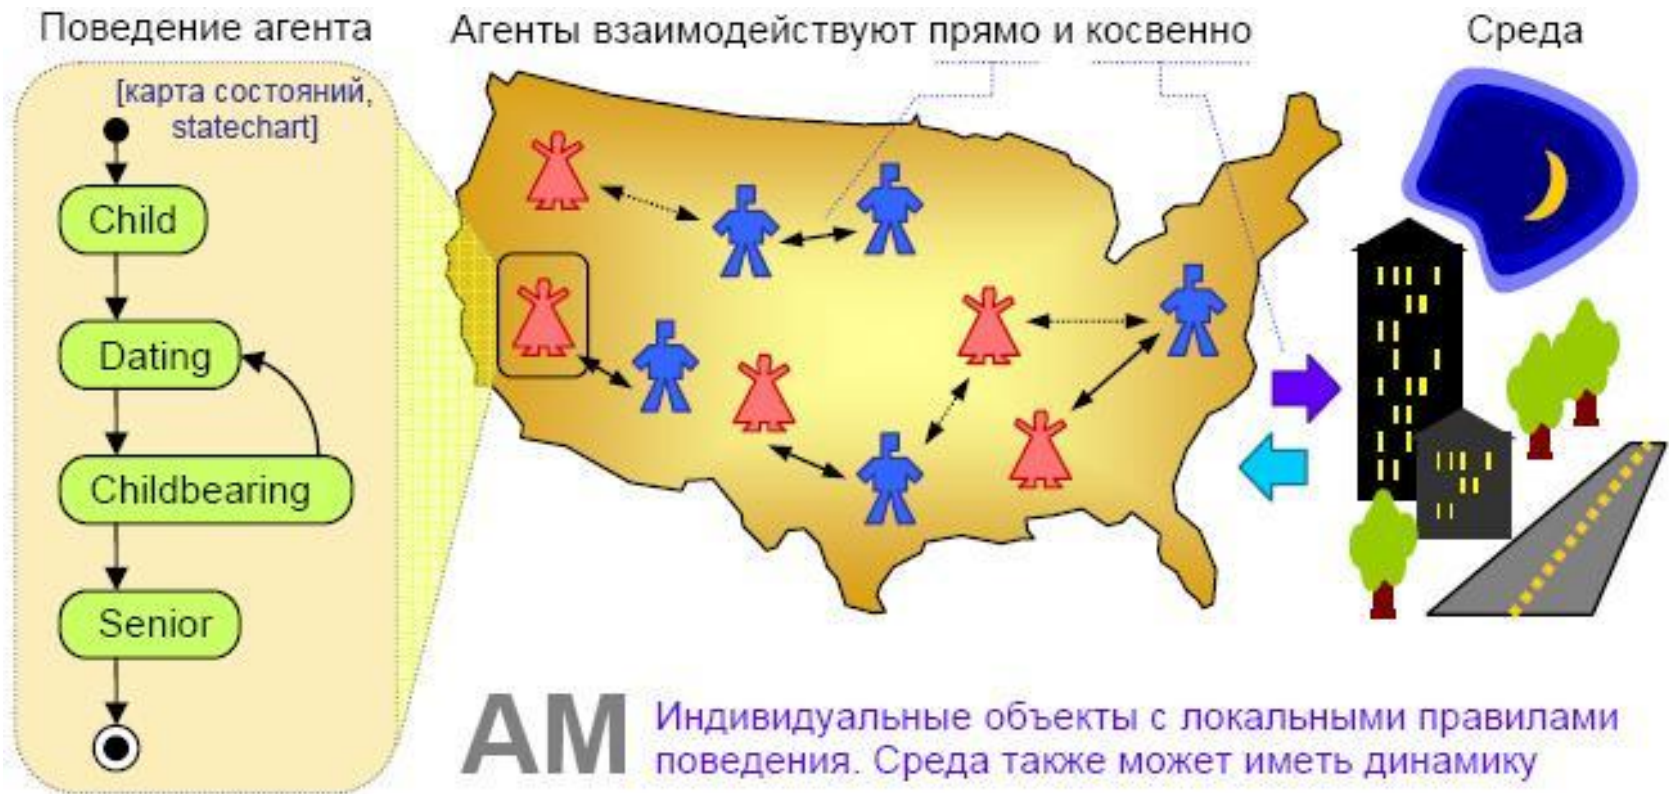 Поведение агента
Агенты взаимодействуют прямо и косвенно
Среда
[карта состояний,
statechart]
Child
Dating
Childbearing
Senior
АМ
Индивидуальные объекты с локальными правилами
поведения. Среда также может иметь динамику